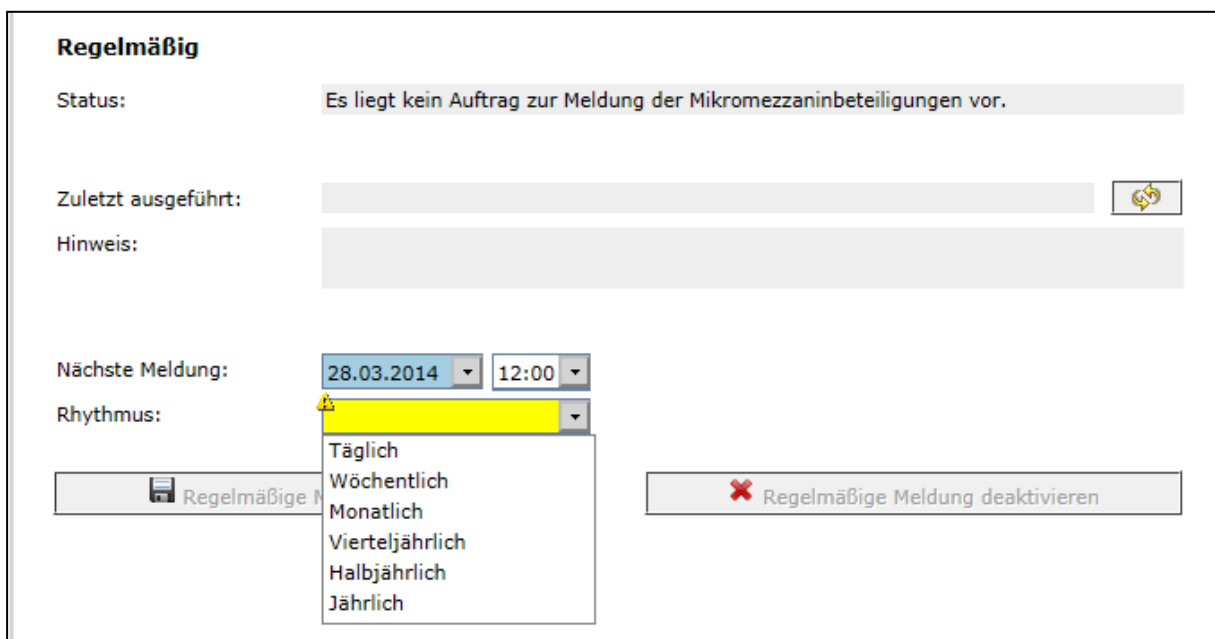 Regelmäßig
Status: Es liegt kein Auftrag zur Meldung der Mikromezzaninbeteiligungen vor.
Zuletzt ausgeführt:
Hinweis:
Nächste Meldung: 28.03.2014 12:00
Rhythmus:
Täglich
Wöchentlich
Monatlich
Vierteljährlich
Halbjährlich
Jährlich
Regelmäßige
Regelmäßige Meldung deaktivieren